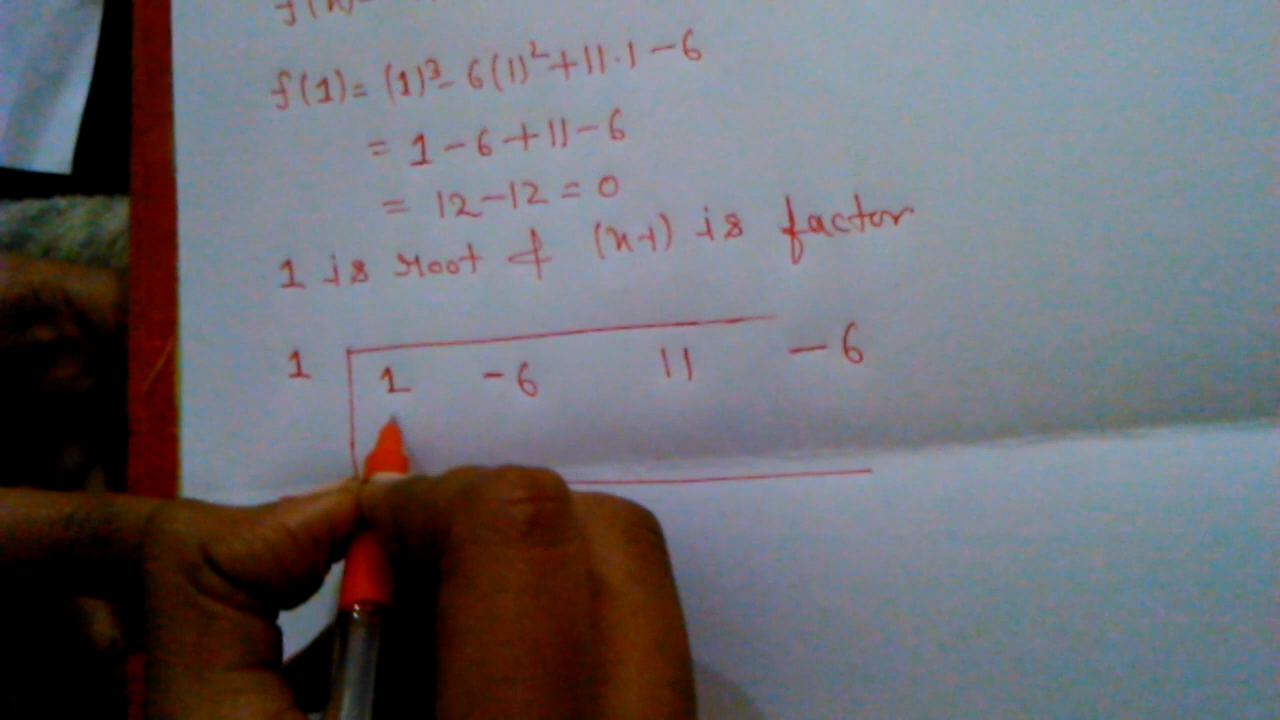 f(1) = (1)³ - 6(1)² + 11·1 - 6
= 1 - 6 + 11 - 6
= 12 - 12 = 0
1 is root & (x-1) is factor
1 1 -6 11 -6